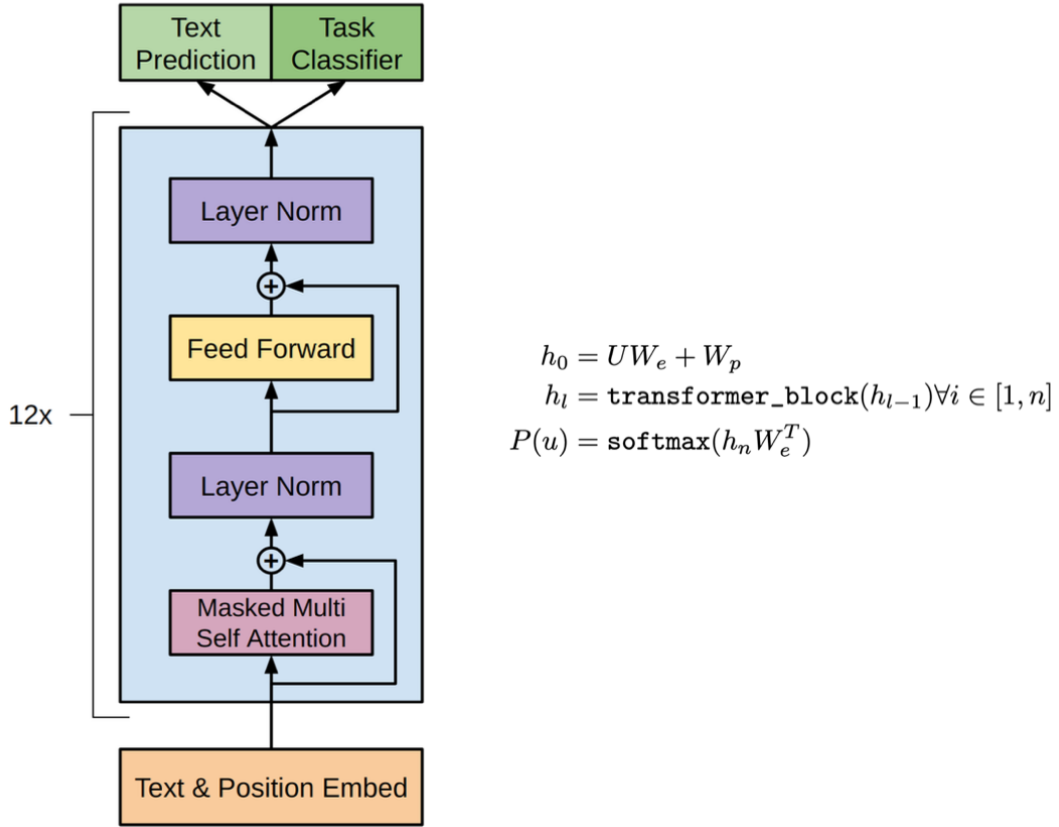 Text
Prediction
Task
Classifier
Layer Norm
+
Feed Forward
12x
Layer Norm
+
Masked Multi
Self Attention
Text & Position Embed
h_0 = UW_e + W_p
h_l = transformer_block(h_{l−1})∀i ∈ [1, n]
P(u) = softmax(h_n W_e^T)